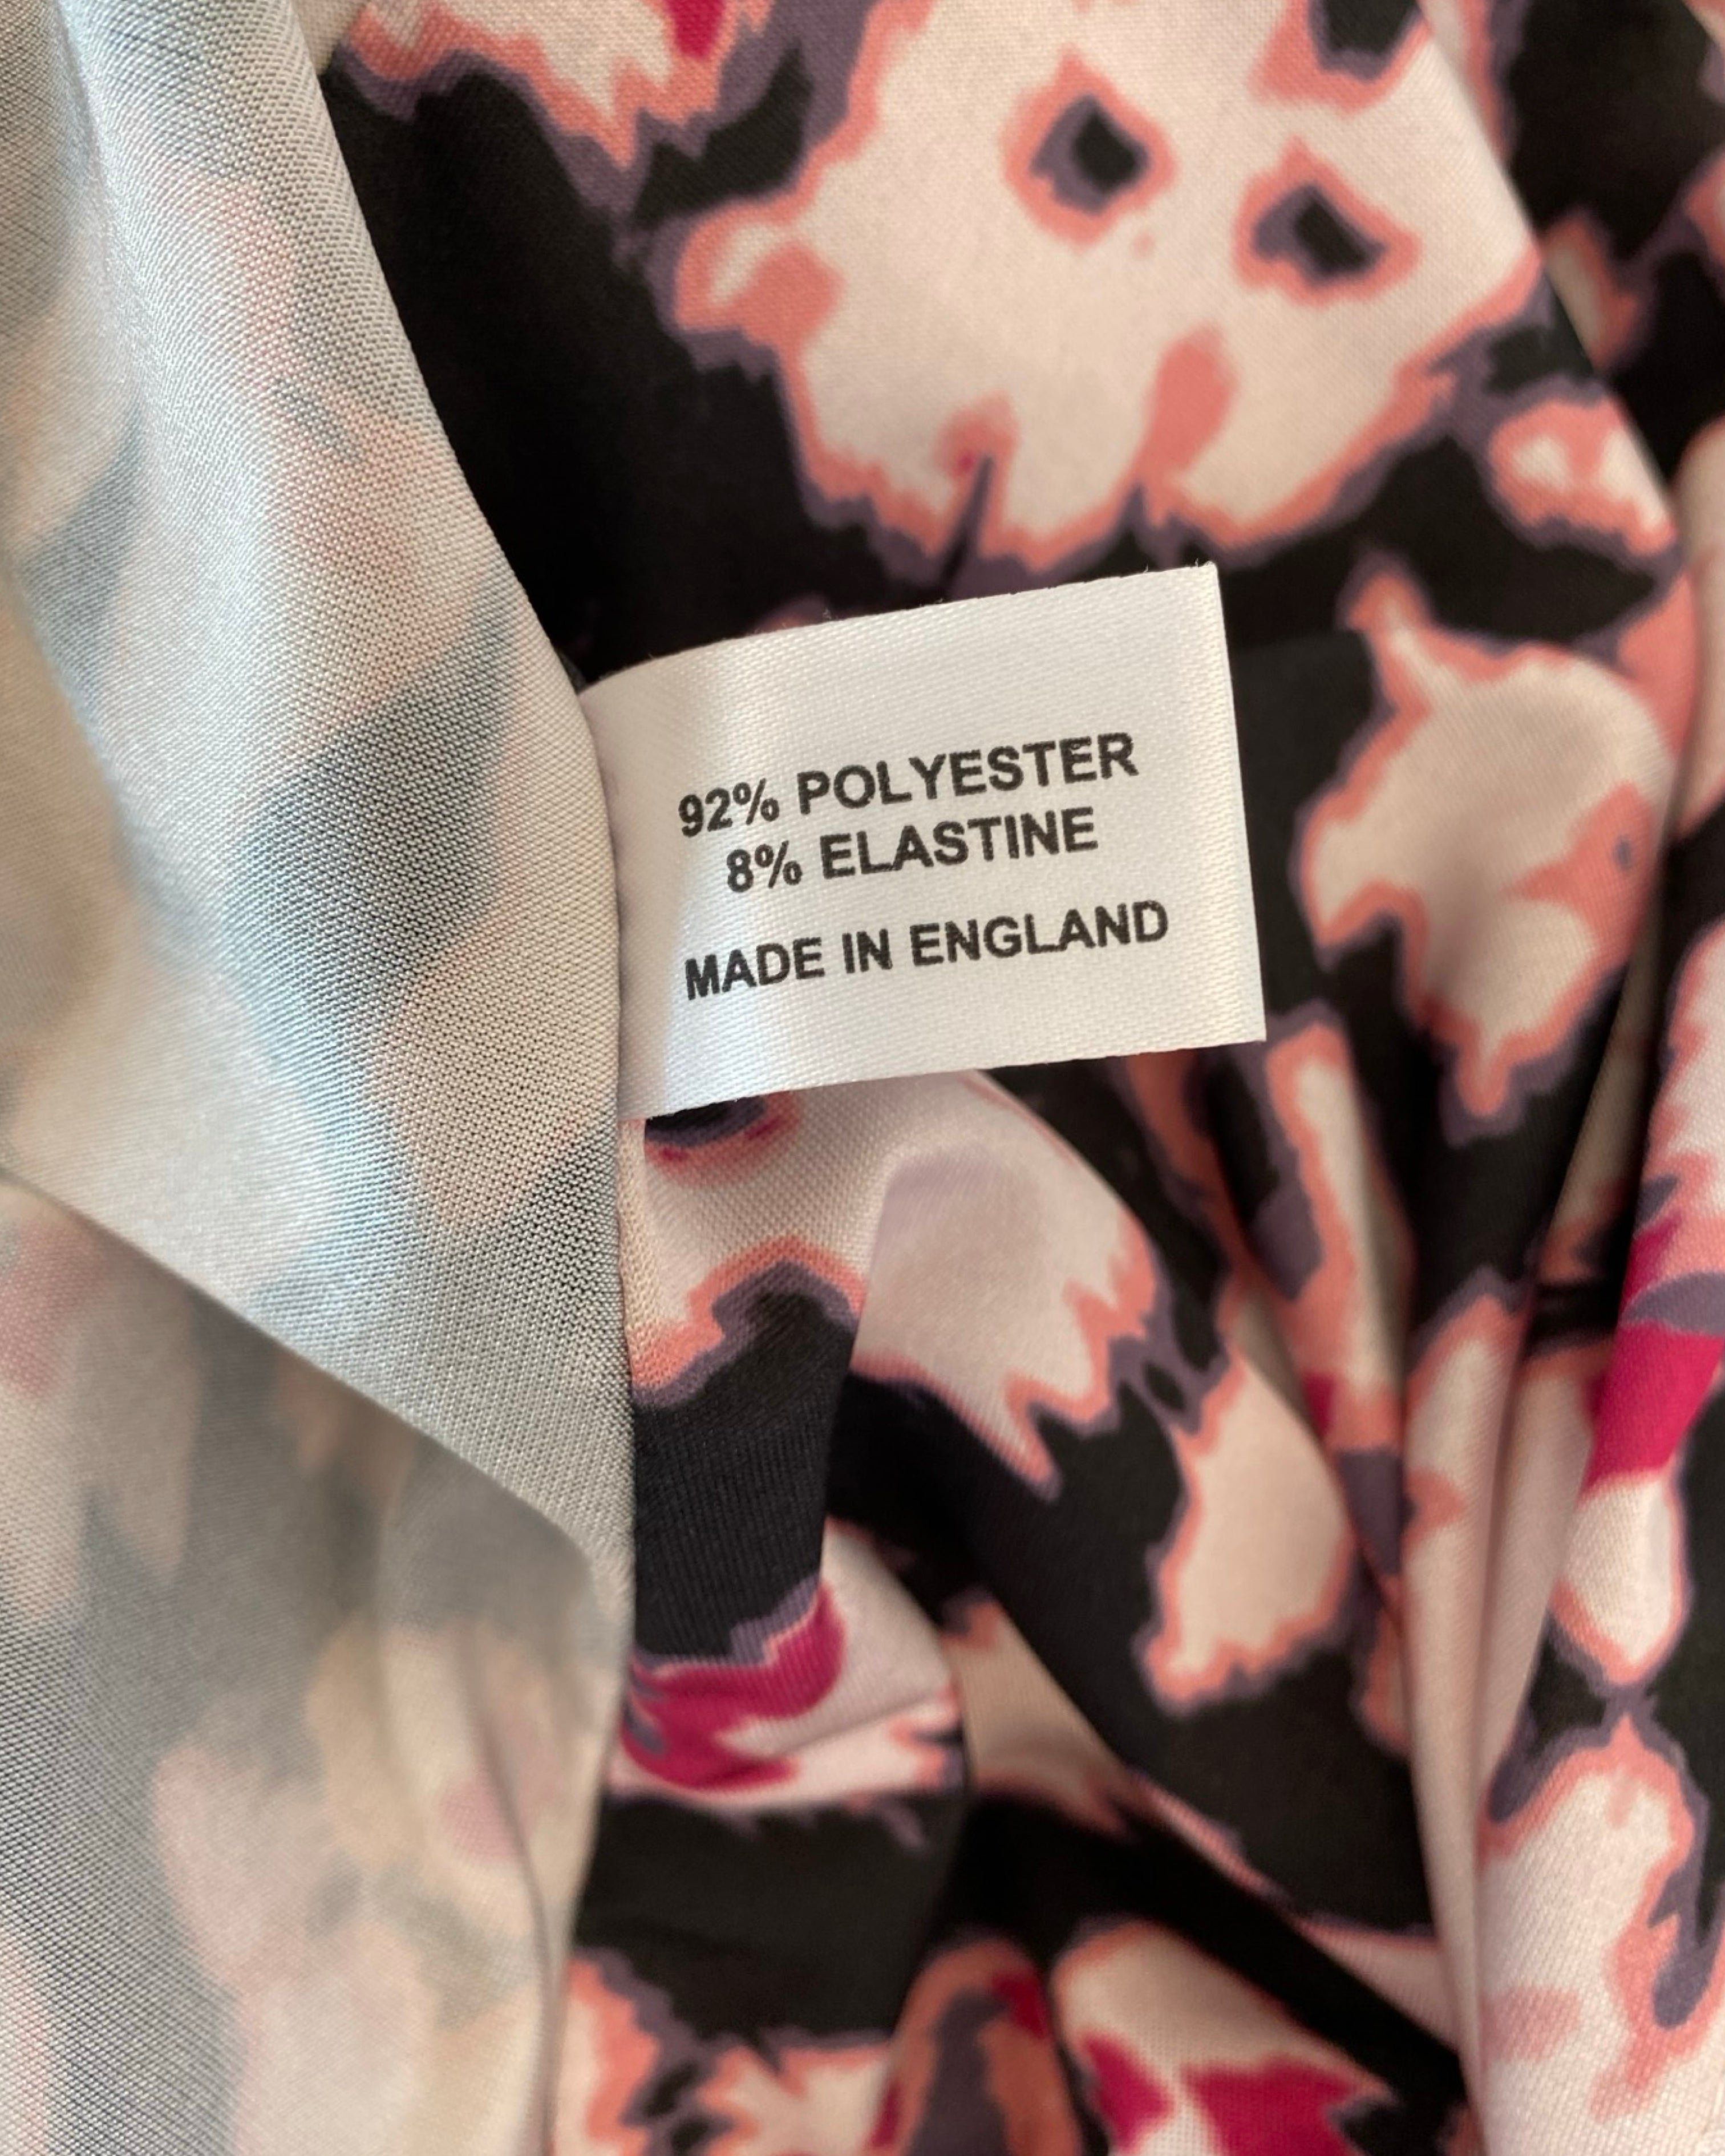 92% POLYESTER
8% ELASTINE
MADE IN ENGLAND